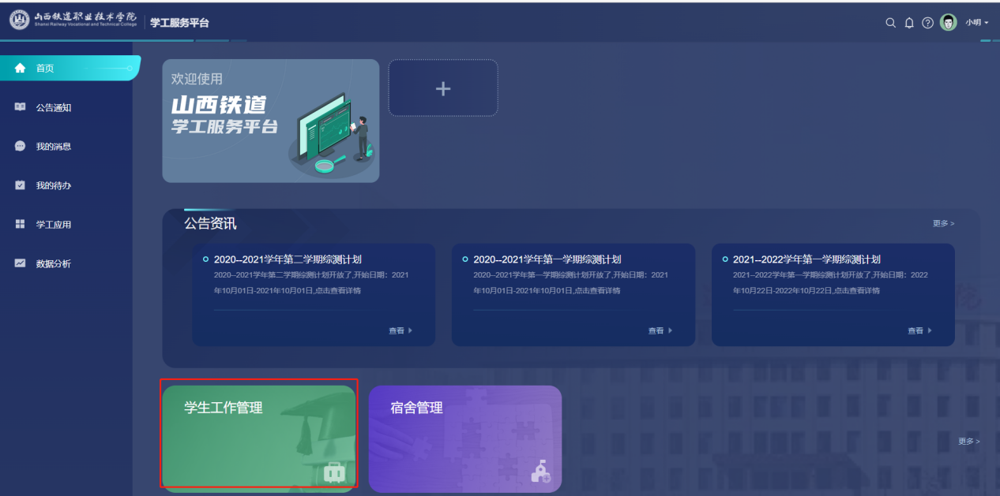 山西铁道职业技术学院
Shanxi Railway Vocational and Technical College
学工服务平台
小明
首页
公告通知
我的消息
我的待办
学工应用
数据分析
欢迎使用
山西铁道
学工服务平台
公告资讯
更多 >
2020--2021学年第二学期综测计划
2020--2021学年第二学期综测计划开放了,开始日期：2021
年10月01日-2021年10月01日,点击查看详情
查看
2020--2021学年第一学期综测计划
2020--2021学年第一学期综测计划开放了,开始日期：2021
年10月01日-2021年10月01日,点击查看详情
查看
2021--2022学年第一学期综测计划
2021--2022学年第一学期综测计划开放了,开始日期：2022
年10月22日-2022年10月22日,点击查看详情
查看
学生工作管理
宿舍管理
更多 >